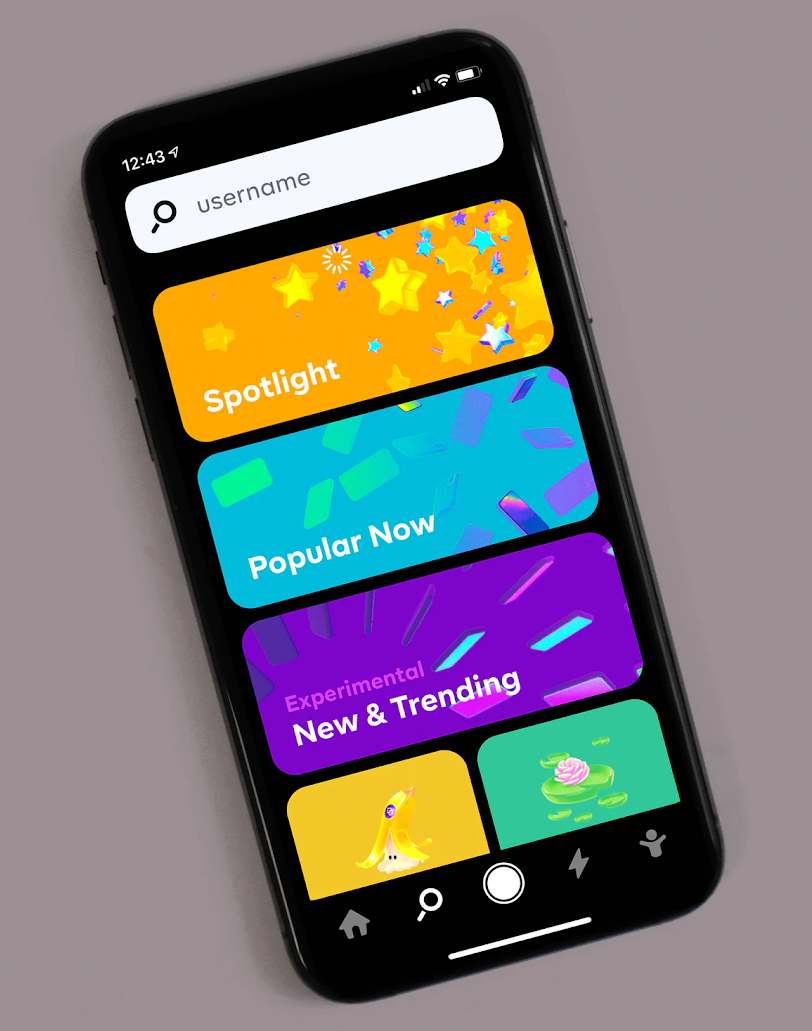 12:43
username
Spotlight
Popular Now
Experimental
New & Trending